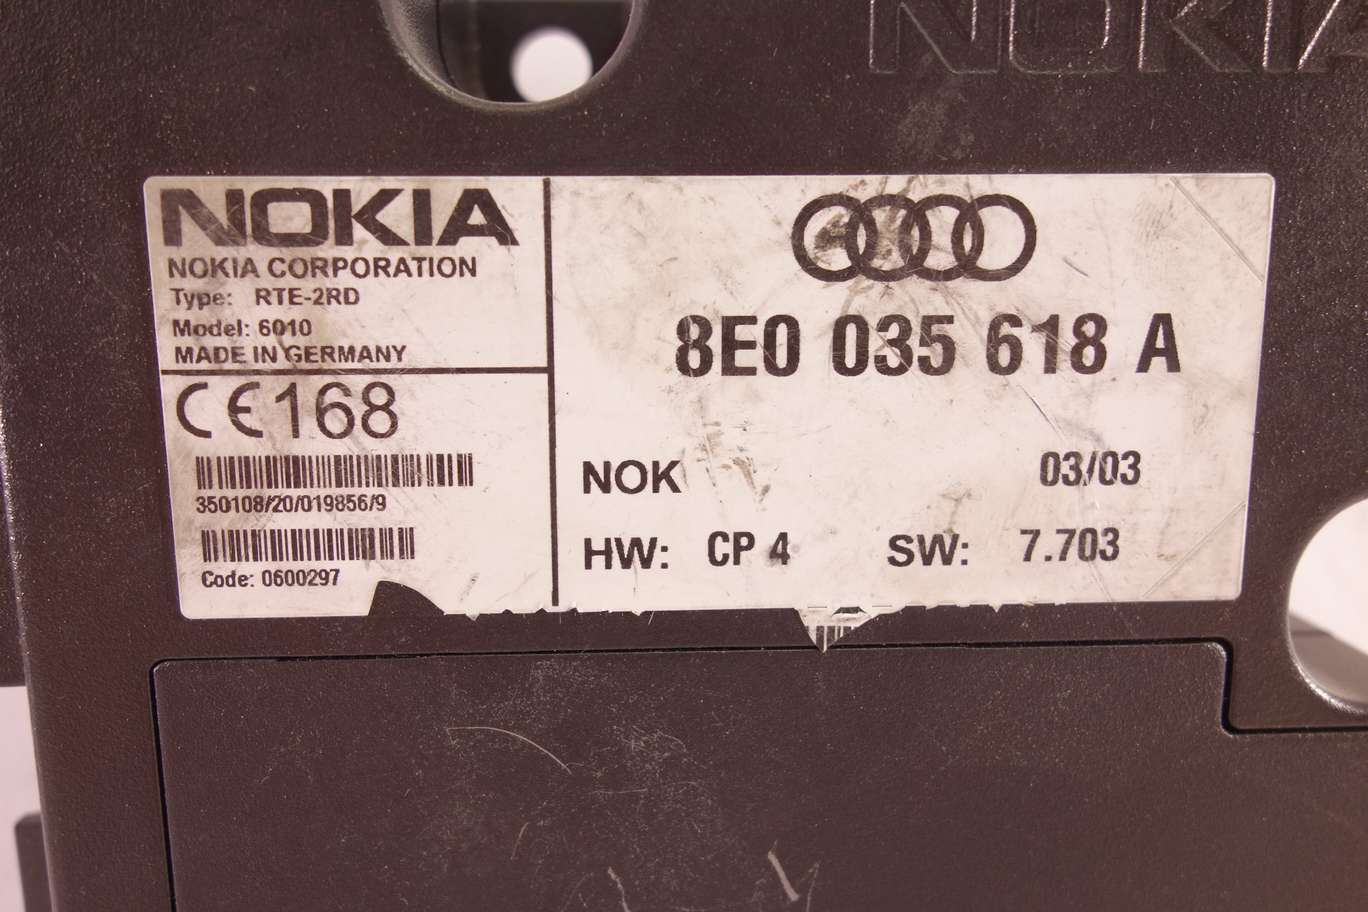 NOKIA
NOKIA
NOKIA CORPORATION
Type: RTE-2RD
Model: 6010
MADE IN GERMANY
CE168
350108/20/019856/9
Code: 0600297
8E0 035 618 A
NOK 03/03
HW: CP 4 SW: 7.703